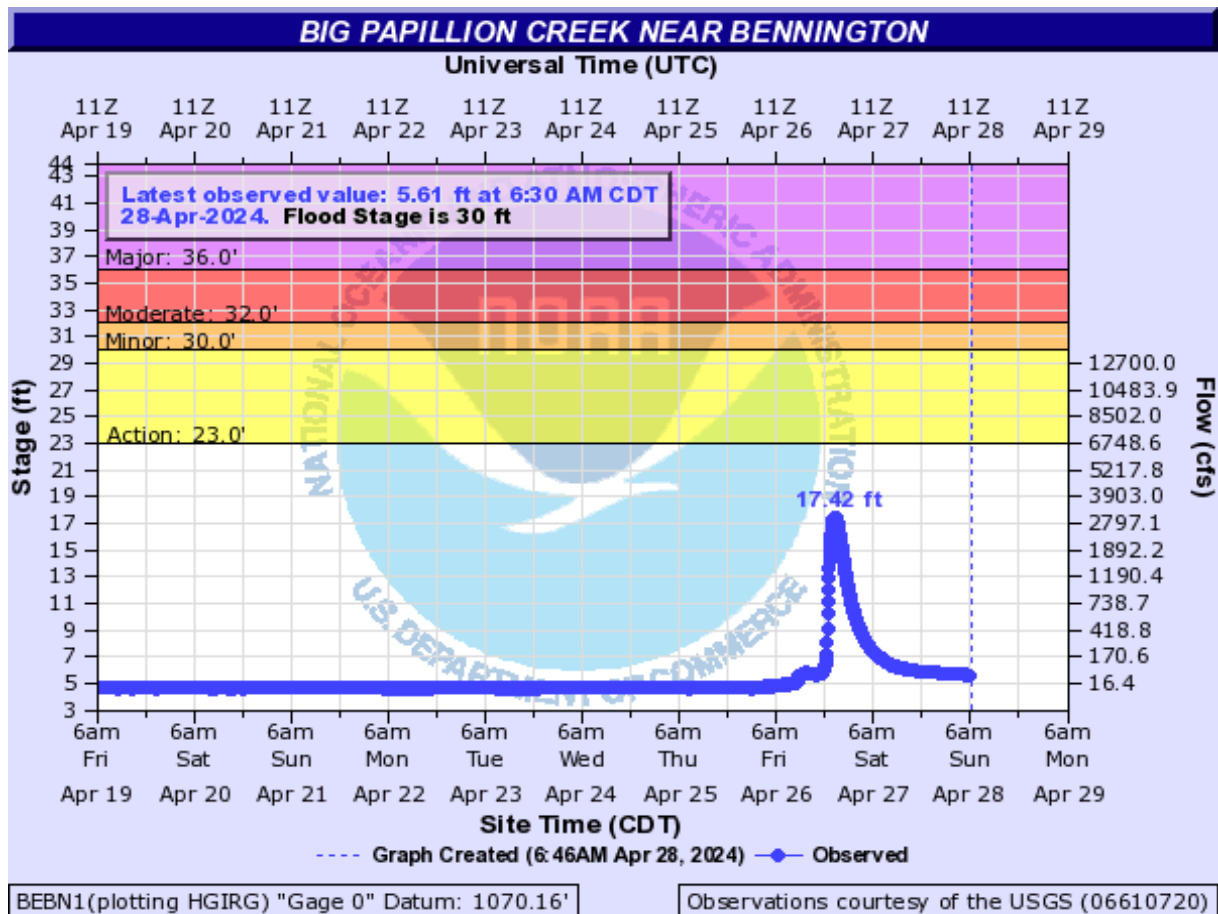 BIG PAPILLION CREEK NEAR BENNINGTON
Universal Time (UTC)
11Z 11Z 11Z 11Z 11Z 11Z 11Z 11Z 11Z 11Z 11Z
Apr 19 Apr 20 Apr 21 Apr 22 Apr 23 Apr 24 Apr 25 Apr 26 Apr 27 Apr 28 Apr 29
Latest observed value: 5.61 ft at 6:30 AM CDT
28-Apr-2024. Flood Stage is 30 ft
Major: 36.0'
Moderate: 32.0'
Minor: 30.0'
Action: 23.0'
Stage (ft)
44
43
41
39
37
35
33
31
29
27
25
23
21
19
17
15
13
11
9
7
5
3
NATIONAL OCEANIC AND ATMOSPHERIC ADMINISTRATION
NOAA
U.S. DEPARTMENT OF COMMERCE
17.42 ft
12700.0
10483.9
8502.0
6748.6
5217.8
3903.0
2797.1
1892.2
1190.4
738.7
418.8
170.6
16.4
Flow (cfs)
6am 6am 6am 6am 6am 6am 6am 6am 6am 6am 6am
Fri Sat Sun Mon Tue Wed Thu Fri Sat Sun Mon
Apr 19 Apr 20 Apr 21 Apr 22 Apr 23 Apr 24 Apr 25 Apr 26 Apr 27 Apr 28 Apr 29
Site Time (CDT)
Graph Created (6:46AM Apr 28, 2024) Observed
BEBN1(plotting HGIRG) "Gage 0" Datum: 1070.16'
Observations courtesy of the USGS (06610720)